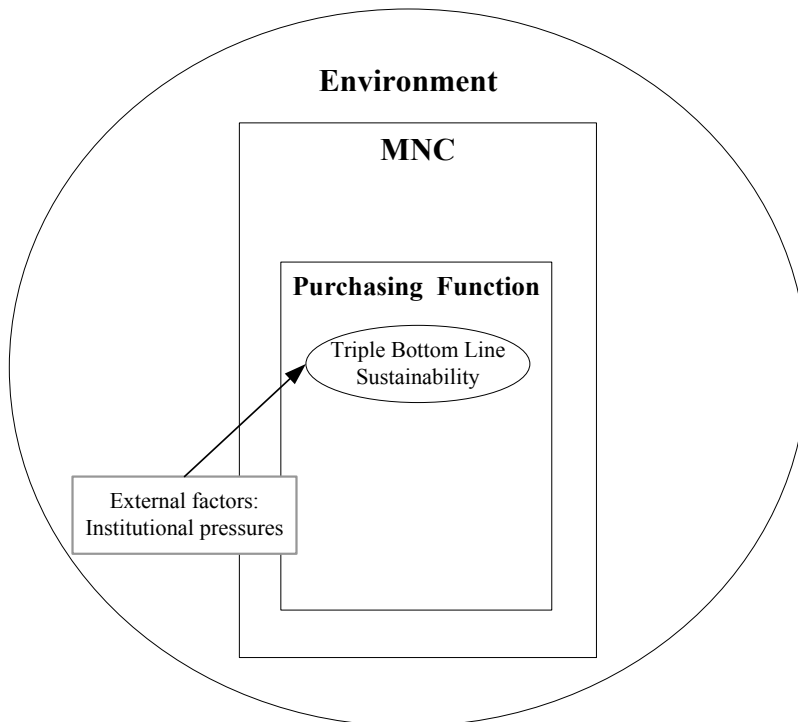 Environment
MNC
Purchasing Function
Triple Bottom Line
Sustainability
External factors:
Institutional pressures